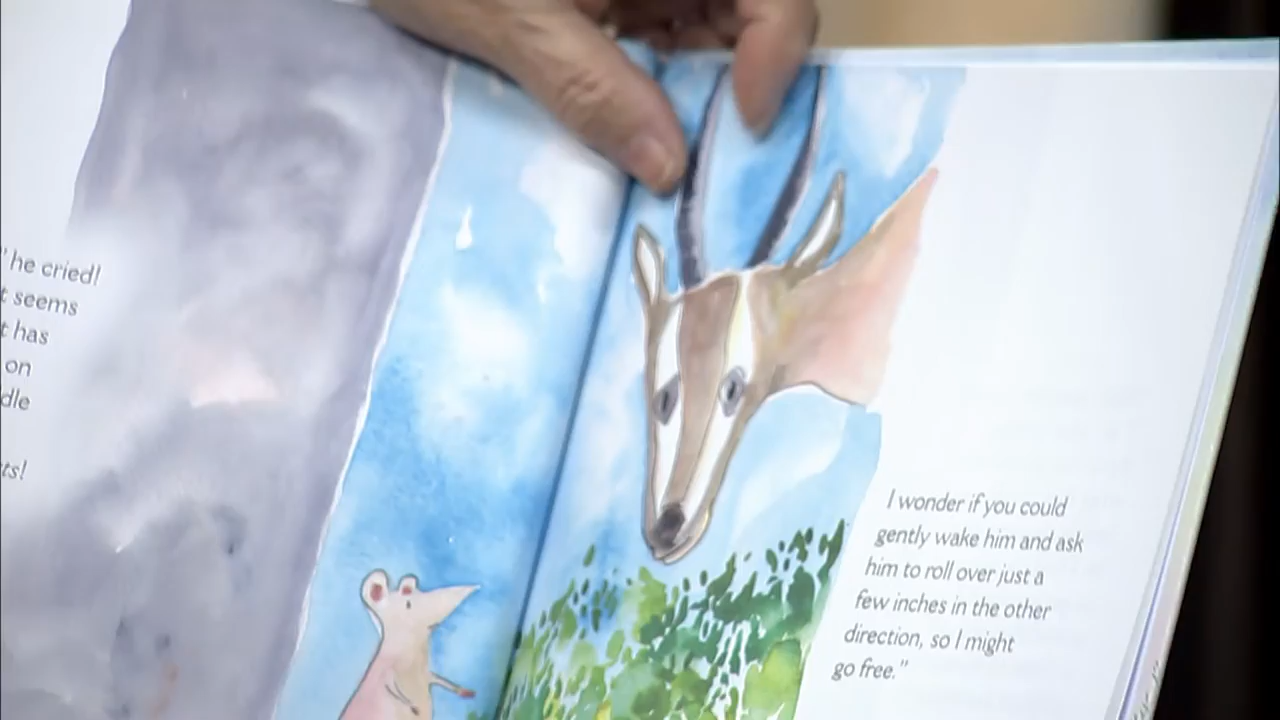 " he cried!
t seems
t has
on
dle
ts!
I wonder if you could
gently wake him and ask
him to roll over just a
few inches in the other
direction, so I might
go free."